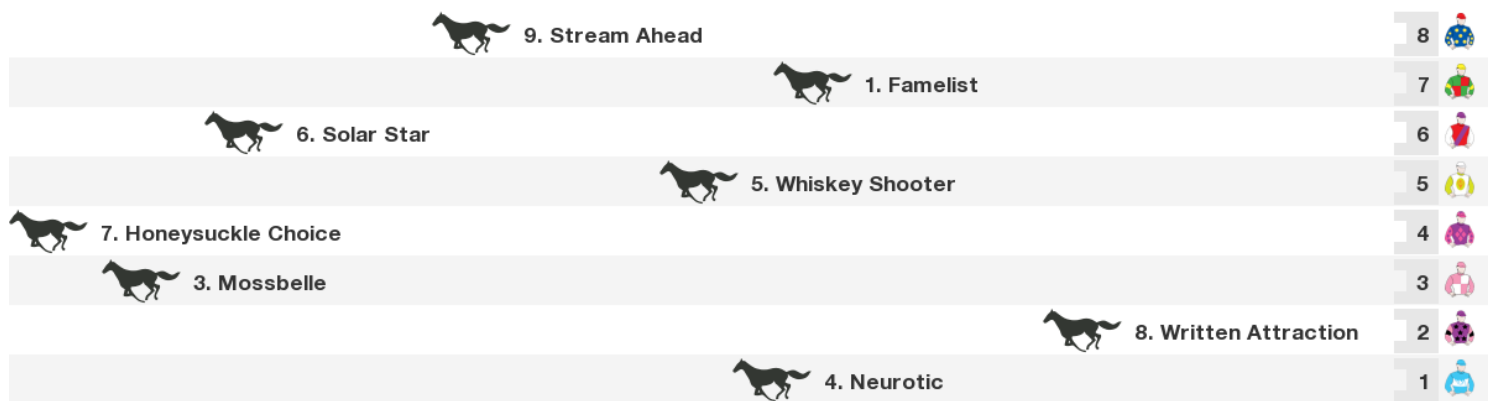 9. Stream Ahead 8
1. Famelist 7
6. Solar Star 6
5. Whiskey Shooter 5
7. Honeysuckle Choice 4
3. Mossbelle 3
8. Written Attraction 2
4. Neurotic 1